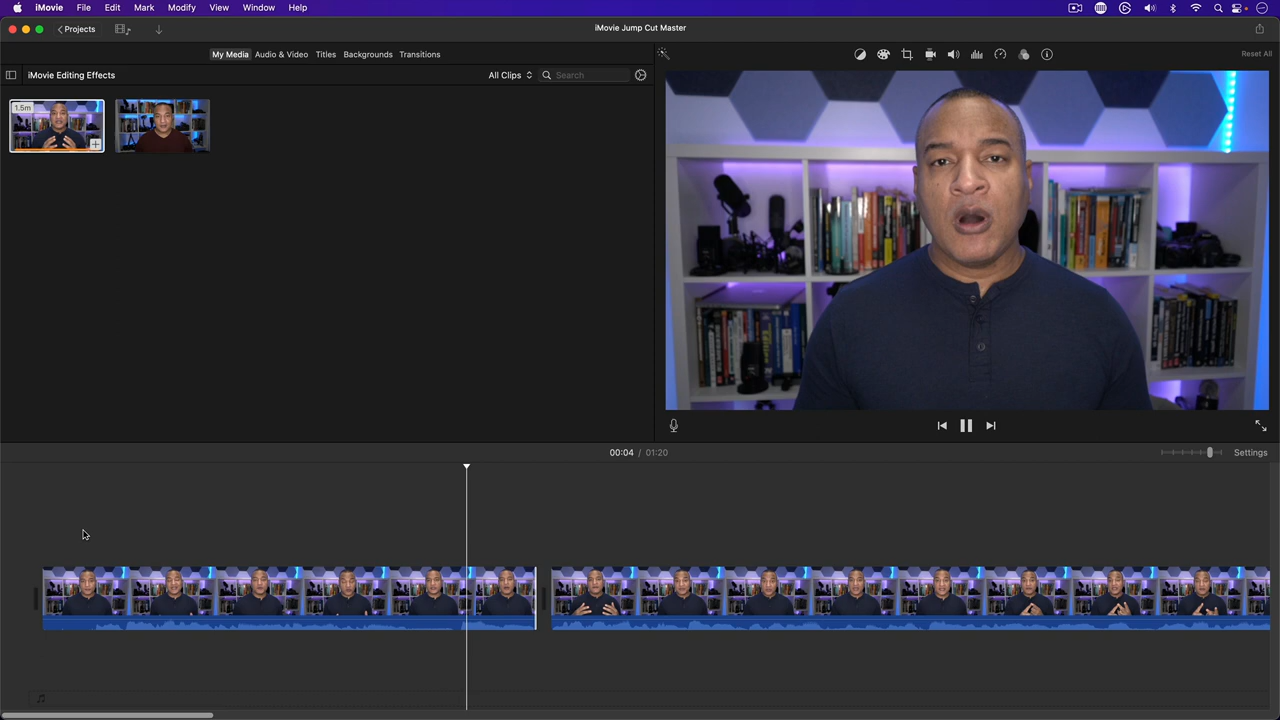 iMovie File Edit Mark Modify View Window Help
Projects
iMovie Jump Cut Master
My Media Audio & Video Titles Backgrounds Transitions
Reset All
iMovie Editing Effects
All Clips
Search
1.5m
00:04 / 01:20
Settings